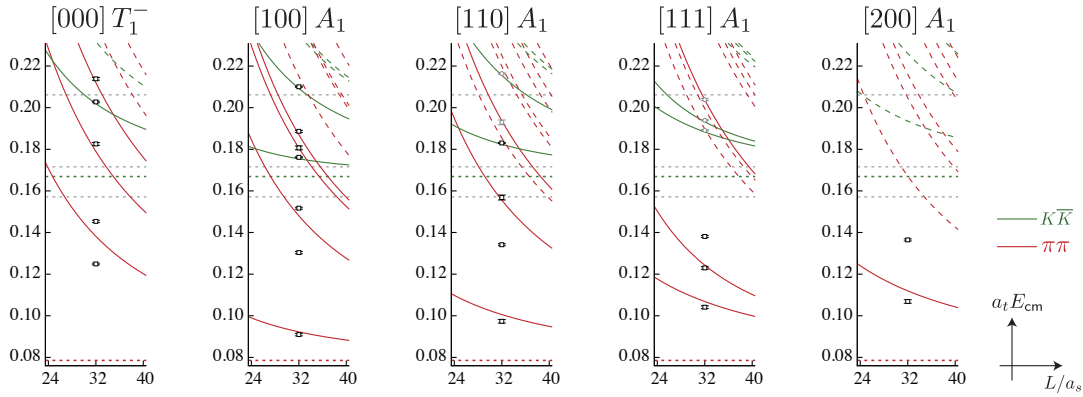 [000] T₁⁻ [100] A₁ [110] A₁ [111] A₁ [200] A₁
0.22 0.22 0.22 0.22 0.22
0.20 0.20 0.20 0.20 0.20
0.18 0.18 0.18 0.18 0.18
0.16 0.16 0.16 0.16 0.16
0.14 0.14 0.14 0.14 0.14
0.12 0.12 0.12 0.12 0.12
0.10 0.10 0.10 0.10 0.10
0.08 0.08 0.08 0.08 0.08
24 32 40 24 32 40 24 32 40 24 32 40 24 32 40
KK̅
ππ
aₜE_cm
L/aₛ